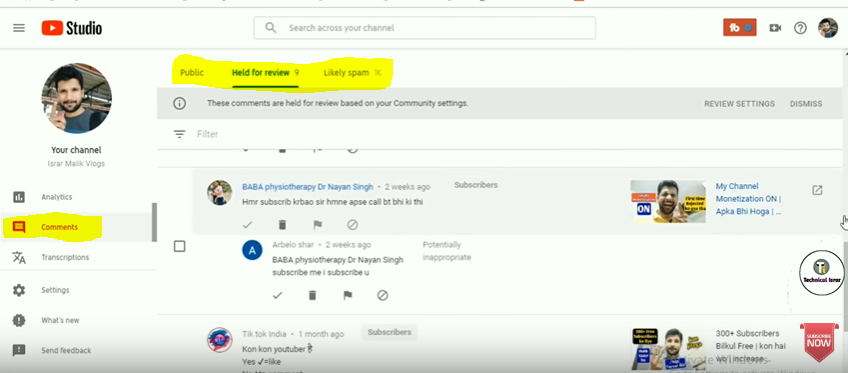 Studio
Search across your channel
Public
Held for review 9
Likely spam 1K
These comments are held for review based on your Community settings.
REVIEW SETTINGS
DISMISS
Filter
Your channel
Israr Malik Vlogs
Analytics
Comments
Transcriptions
Settings
What's new
Send feedback
BABA physiotherapy Dr Nayan Singh • 2 weeks ago
Subscribers
Hmr subscrib krbao sir hmne apse call bt bhi ki thi
My Channel
Monetization ON |
Apka Bhi Hoga | ...
ON
A
Arbelo shar • 2 weeks ago
Potentially
inappropriate
BABA physiotherapy Dr Nayan Singh
subscribe me i subscribe u
Technical Israr
Tik tok India • 1 month ago
Subscribers
Kon kon youtuber
Yes ✓=like
300+ Subscribers
Bilkul Free | kon hai
SUBSCRIBE
NOW